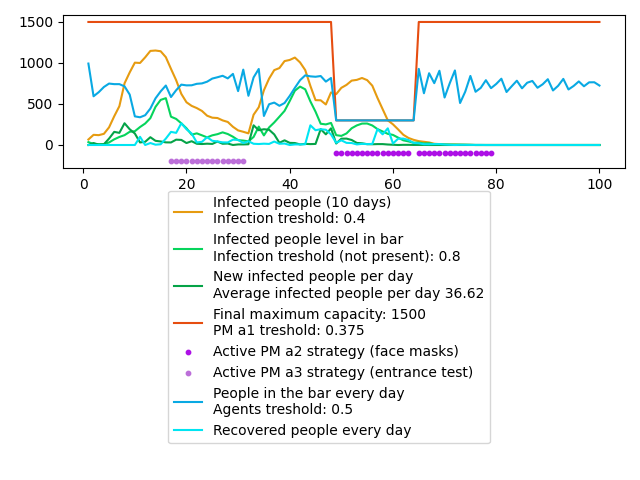 1500
1000
500
0
0
20
40
60
80
100
Infected people (10 days)
Infection treshold: 0.4
Infected people level in bar
Infection treshold (not present): 0.8
New infected people per day
Average infected people per day 36.62
Final maximum capacity: 1500
PM a1 treshold: 0.375
Active PM a2 strategy (face masks)
Active PM a3 strategy (entrance test)
People in the bar every day
Agents treshold: 0.5
Recovered people every day